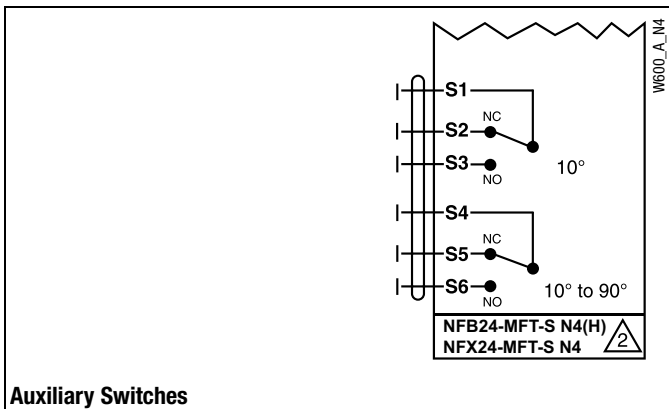 W600_A_N4
S1
NC
S2
S3
NO
10°
S4
NC
S5
S6
NO
10° to 90°
NFB24-MFT-S N4(H)
NFX24-MFT-S N4
2
Auxiliary Switches